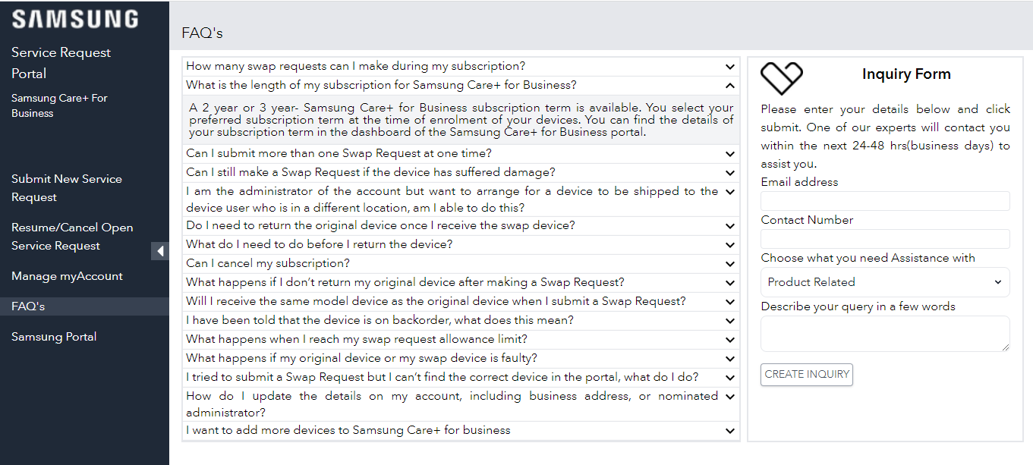 SAMSUNG
Service Request
Portal
Samsung Care+ For
Business
Submit New Service
Request
Resume/Cancel Open
Service Request
Manage myAccount
FAQ's
Samsung Portal
FAQ's
How many swap requests can I make during my subscription?
What is the length of my subscription for Samsung Care+ for Business?
A 2 year or 3 year- Samsung Care+ for Business subscription term is available. You select your
preferred subscription term at the time of enrolment of your devices. You can find the details of
your subscription term in the dashboard of the Samsung Care+ for Business portal.
Can I submit more than one Swap Request at one time?
Can I still make a Swap Request if the device has suffered damage?
I am the administrator of the account but want to arrange for a device to be shipped to the
device user who is in a different location, am I able to do this?
Do I need to return the original device once I receive the swap device?
What do I need to do before I return the device?
Can I cancel my subscription?
What happens if I don't return my original device after making a Swap Request?
Will I receive the same model device as the original device when I submit a Swap Request?
I have been told that the device is on backorder, what does this mean?
What happens when I reach my swap request allowance limit?
What happens if my original device or my swap device is faulty?
I tried to submit a Swap Request but I can't find the correct device in the portal, what do I do?
How do I update the details on my account, including business address, or nominated
administrator?
I want to add more devices to Samsung Care+ for business
Inquiry Form
Please enter your details below and click
submit. One of our experts will contact you
within the next 24-48 hrs(business days) to
assist you.
Email address
Contact Number
Choose what you need Assistance with
Product Related
Describe your query in a few words
CREATE INQUIRY